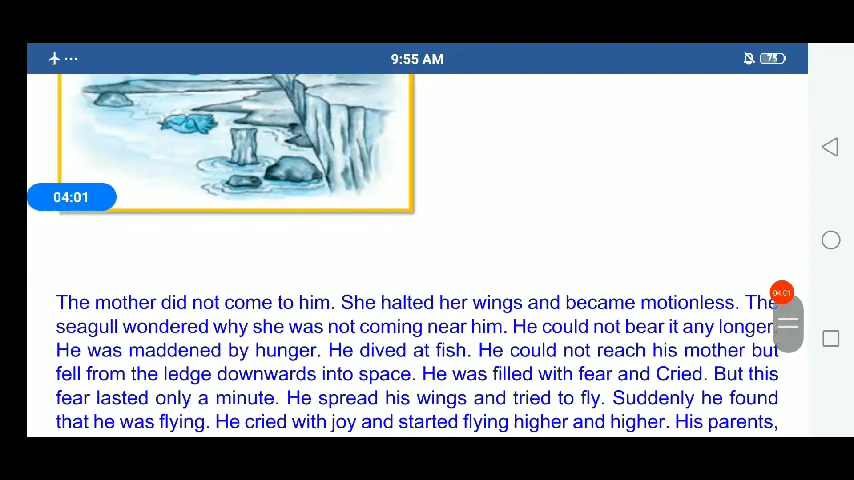 9:55 AM
75
04:01
04:01
The mother did not come to him. She halted her wings and became motionless. The
seagull wondered why she was not coming near him. He could not bear it any longer.
He was maddened by hunger. He dived at fish. He could not reach his mother but
fell from the ledge downwards into space. He was filled with fear and Cried. But this
fear lasted only a minute. He spread his wings and tried to fly. Suddenly he found
that he was flying. He cried with joy and started flying higher and higher. His parents,